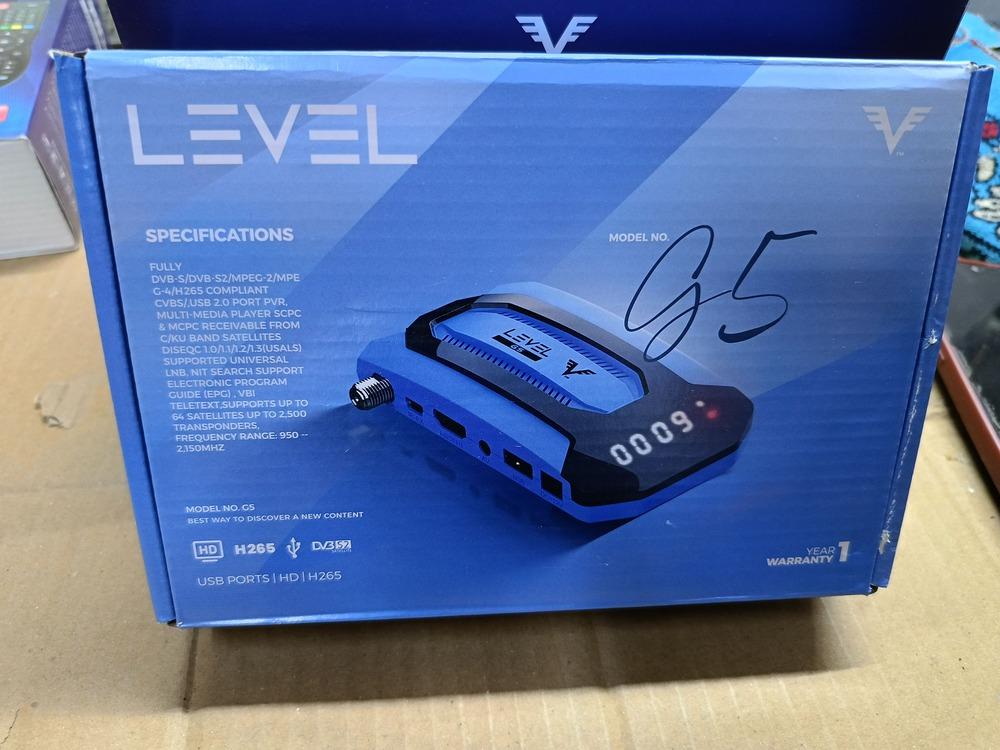 LEVEL
SPECIFICATIONS
FULLY
DVB-S/DVB-S2/MPEG-2/MPE
G-4/H265 COMPLIANT
CVBS/,USB 2.0 PORT PVR,
MULTI-MEDIA PLAYER SCPC
& MCPC RECEIVABLE FROM
C/KU BAND SATELLITES
DISEQC 1.0/1.1/1.2/1.3(USALS)
SUPPORTED UNIVERSAL
LNB, NIT SEARCH SUPPORT
ELECTRONIC PROGRAM
GUIDE (EPG) , VBI
TELETEXT,SUPPORTS UP TO
64 SATELLITES UP TO 2,500
TRANSPONDERS,
FREQUENCY RANGE: 950 --
2,150MHZ
MODEL NO.
G5
LEVEL
G5
0009
MODEL NO. G5
BEST WAY TO DISCOVER A NEW CONTENT
HD H265 DVB S2
USB PORTS | HD | H265
YEAR 1
WARRANTY